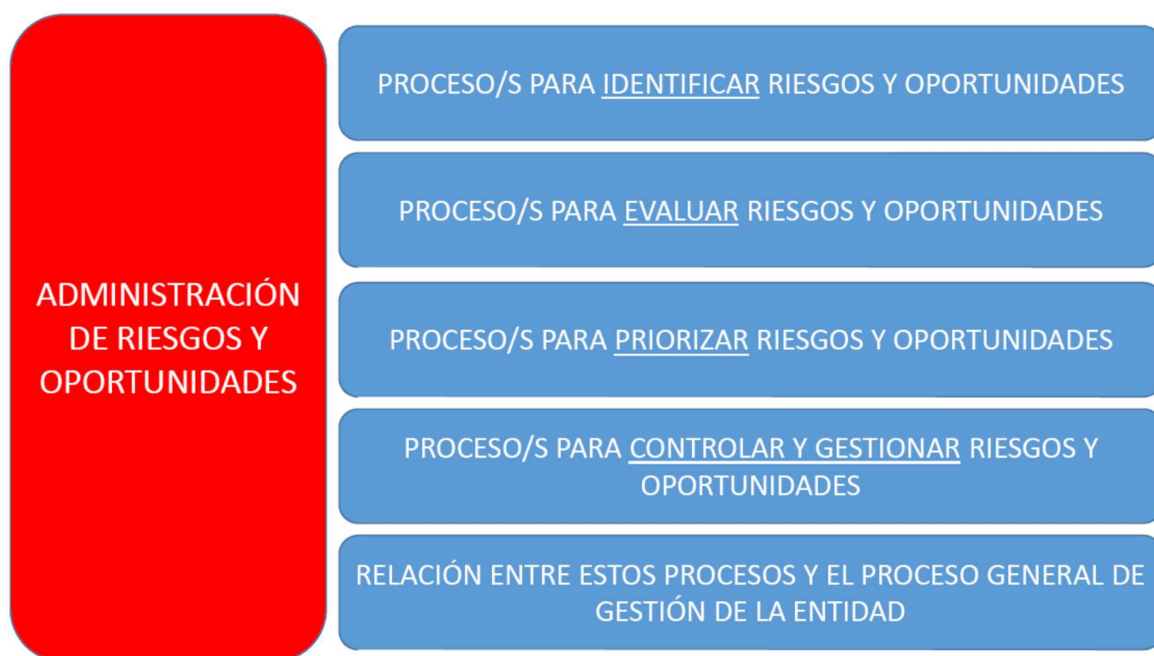 ADMINISTRACIÓN
DE RIESGOS Y
OPORTUNIDADES
PROCESO/S PARA IDENTIFICAR RIESGOS Y OPORTUNIDADES
PROCESO/S PARA EVALUAR RIESGOS Y OPORTUNIDADES
PROCESO/S PARA PRIORIZAR RIESGOS Y OPORTUNIDADES
PROCESO/S PARA CONTROLAR Y GESTIONAR RIESGOS Y
OPORTUNIDADES
RELACIÓN ENTRE ESTOS PROCESOS Y EL PROCESO GENERAL DE
GESTIÓN DE LA ENTIDAD